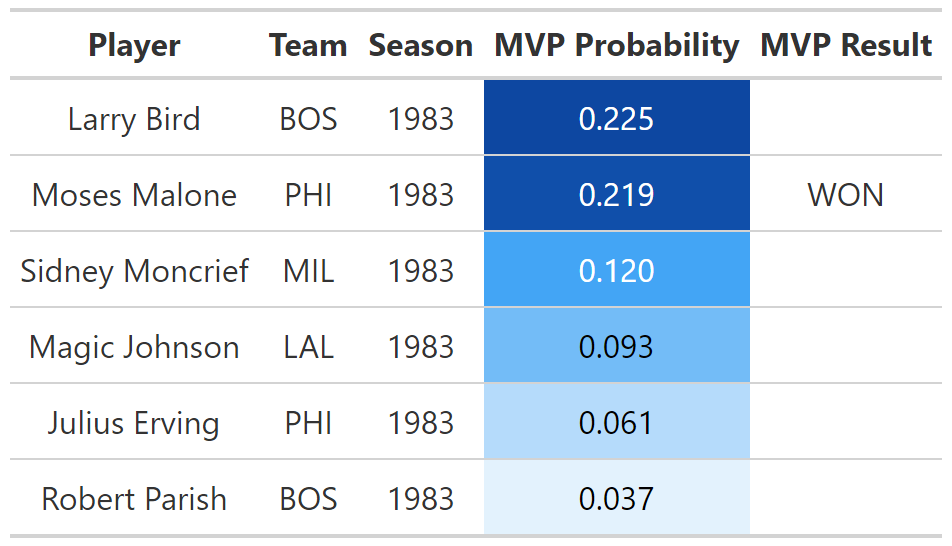 Player Team Season MVP Probability MVP Result
Larry Bird BOS 1983 0.225
Moses Malone PHI 1983 0.219 WON
Sidney Moncrief MIL 1983 0.120
Magic Johnson LAL 1983 0.093
Julius Erving PHI 1983 0.061
Robert Parish BOS 1983 0.037